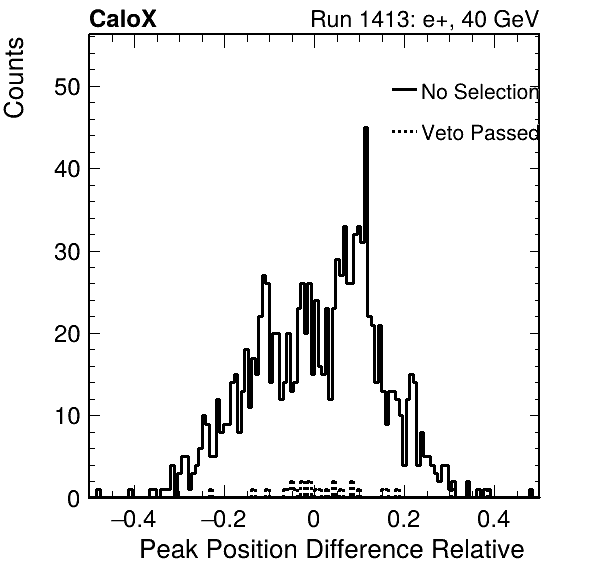 CaloX Run 1413: e+, 40 GeV
Counts
No Selection
Veto Passed
50
40
30
20
10
0
−0.4 −0.2 0 0.2 0.4
Peak Position Difference Relative